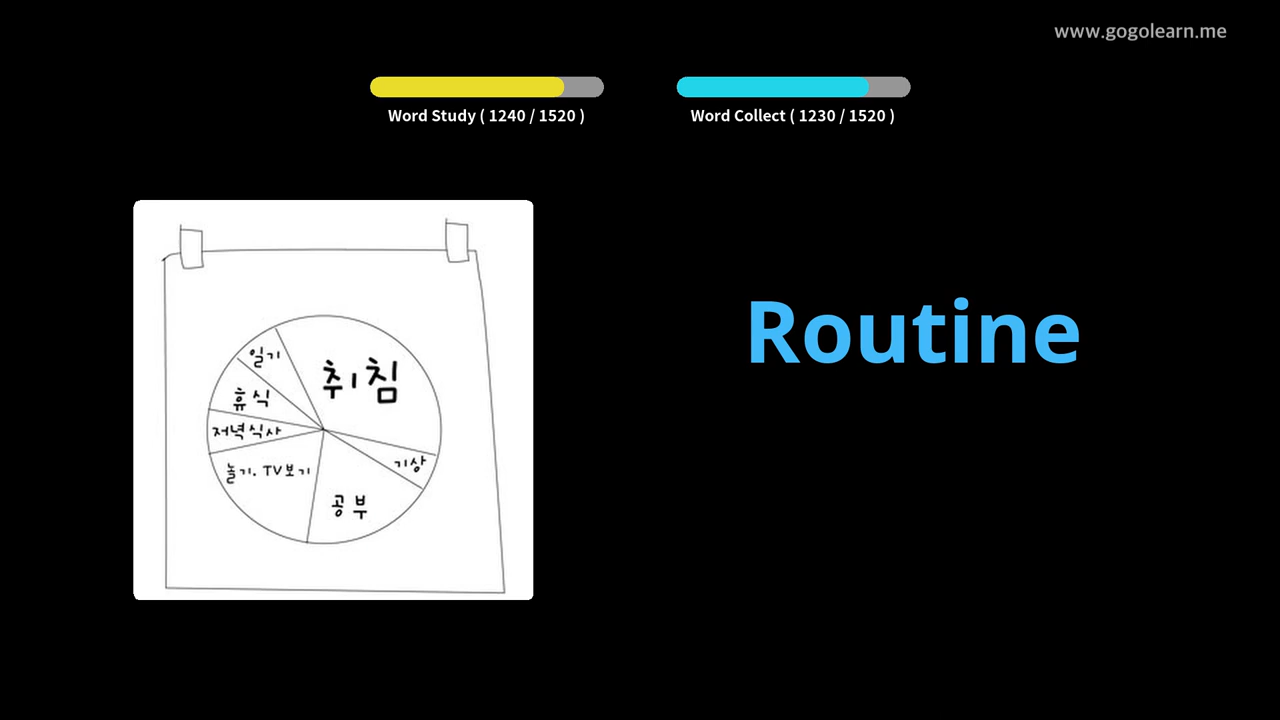 www.gogolearn.me
Word Study ( 1240 / 1520 )
Word Collect ( 1230 / 1520 )
Routine
일기
취침
휴식
저녁식사
기상
놀기. TV보기
공부